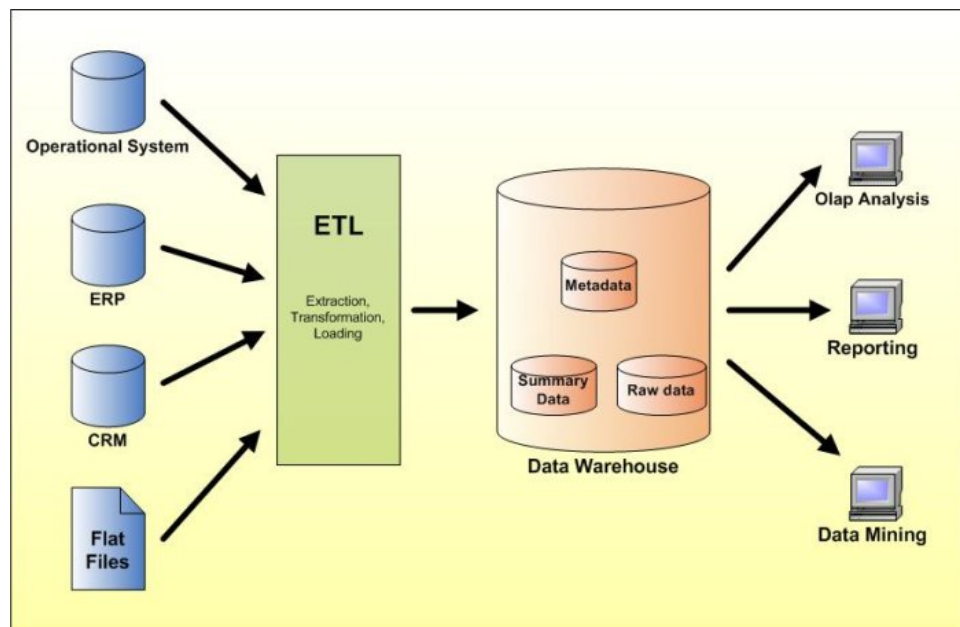 Operational System
ERP
CRM
Flat
Files
ETL
Extraction,
Transformation,
Loading
Metadata
Summary
Data
Raw data
Data Warehouse
Olap Analysis
Reporting
Data Mining